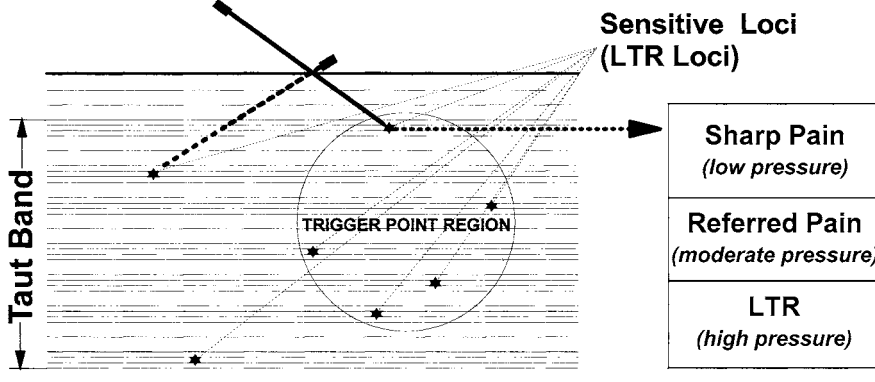 Sensitive Loci
(LTR Loci)
Sharp Pain
(low pressure)
TRIGGER POINT REGION
Referred Pain
(moderate pressure)
LTR
(high pressure)
Taut Band